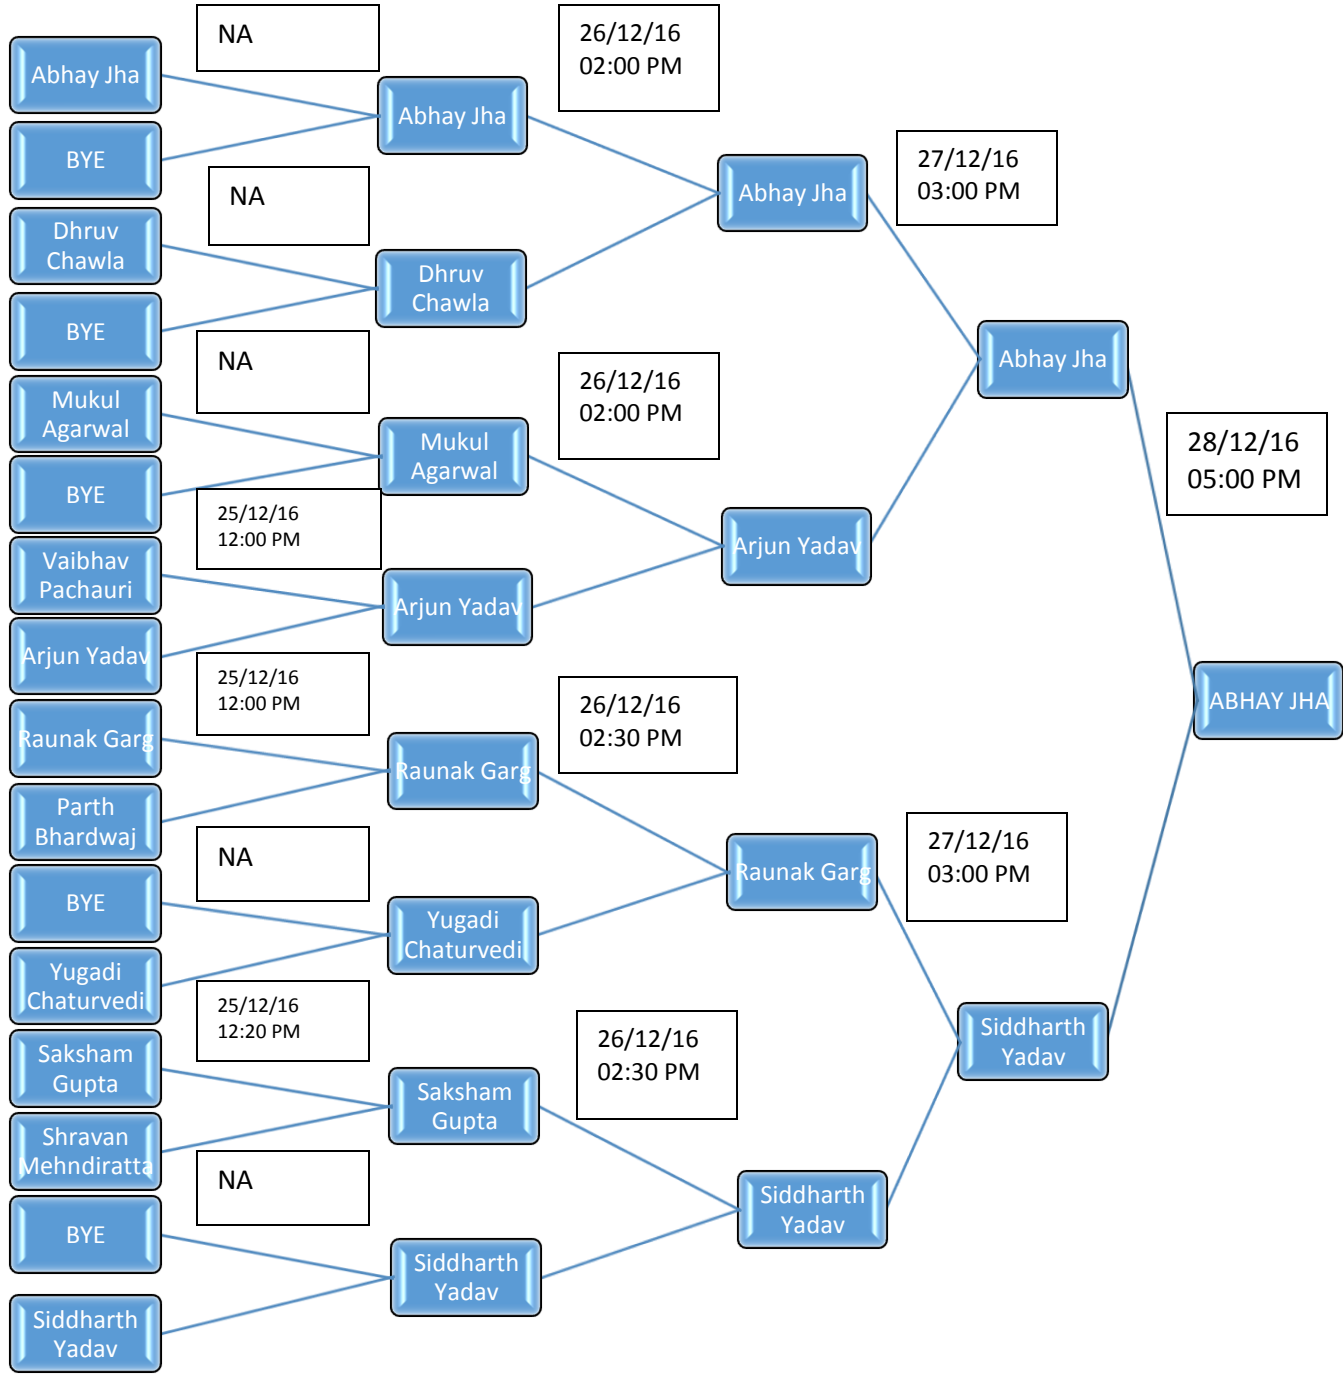 Abhay Jha
BYE
Dhruv
Chawla
BYE
Mukul
Agarwal
BYE
Vaibhav
Pachauri
Arjun Yadav
Raunak Garg
Parth
Bhardwaj
BYE
Yugadi
Chaturvedi
Saksham
Gupta
Shravan
Mehndiratta
BYE
Siddharth
Yadav
NA
NA
NA
25/12/16
12:00 PM
25/12/16
12:00 PM
NA
25/12/16
12:20 PM
NA
Abhay Jha
Dhruv
Chawla
Mukul
Agarwal
Arjun Yadav
Raunak Garg
Yugadi
Chaturvedi
Saksham
Gupta
Siddharth
Yadav
26/12/16
02:00 PM
26/12/16
02:00 PM
26/12/16
02:30 PM
26/12/16
02:30 PM
Abhay Jha
Arjun Yadav
Raunak Garg
Siddharth
Yadav
27/12/16
03:00 PM
27/12/16
03:00 PM
Abhay Jha
Siddharth
Yadav
28/12/16
05:00 PM
ABHAY JHA